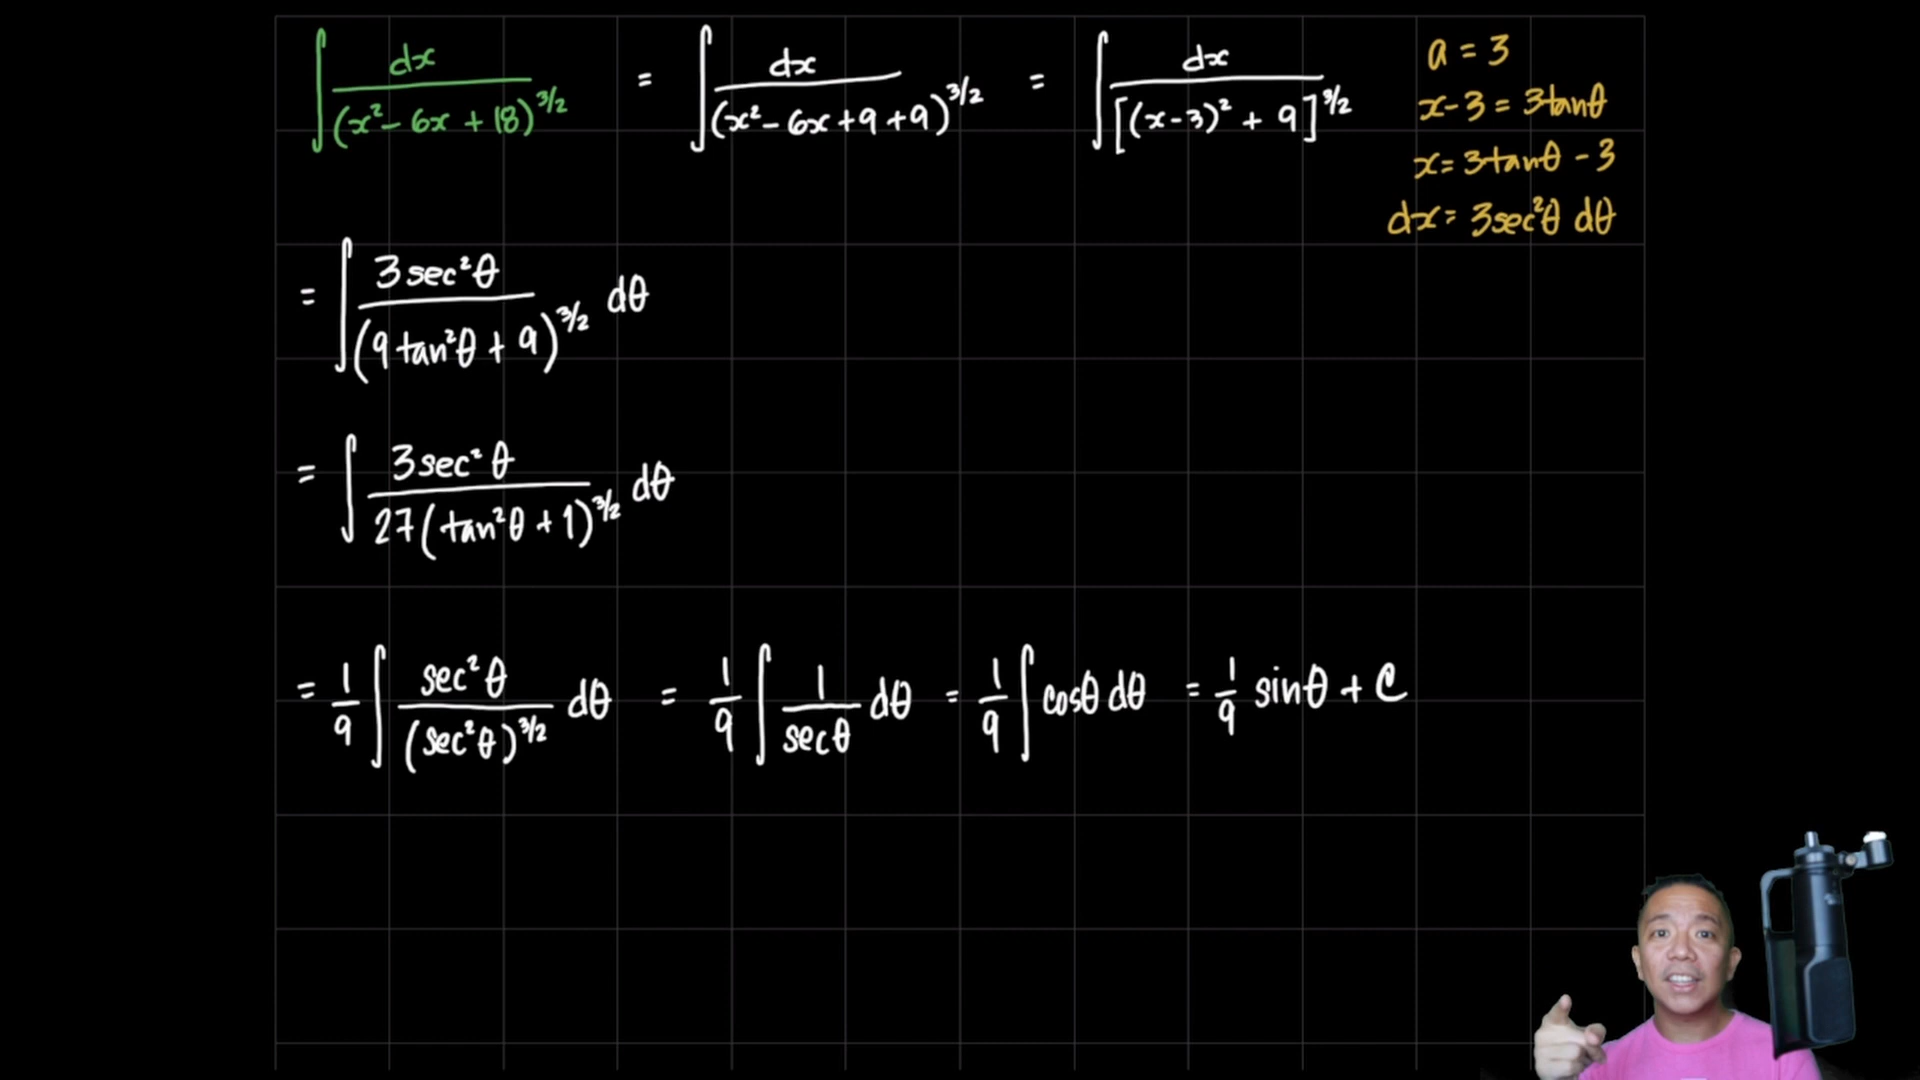 ∫ dx / (x² - 6x + 18)^3/2 = ∫ dx / (x² - 6x + 9 + 9)^3/2 = ∫ dx / [(x-3)² + 9]^3/2
a = 3
x-3 = 3tanθ
x = 3tanθ - 3
dx = 3sec²θ dθ
= ∫ 3sec²θ / (9tan²θ + 9)^3/2 dθ
= ∫ 3sec²θ / 27(tan²θ + 1)^3/2 dθ
= 1/9 ∫ sec²θ / (sec²θ)^3/2 dθ = 1/9 ∫ 1/secθ dθ = 1/9 ∫ cosθ dθ = 1/9 sinθ + C